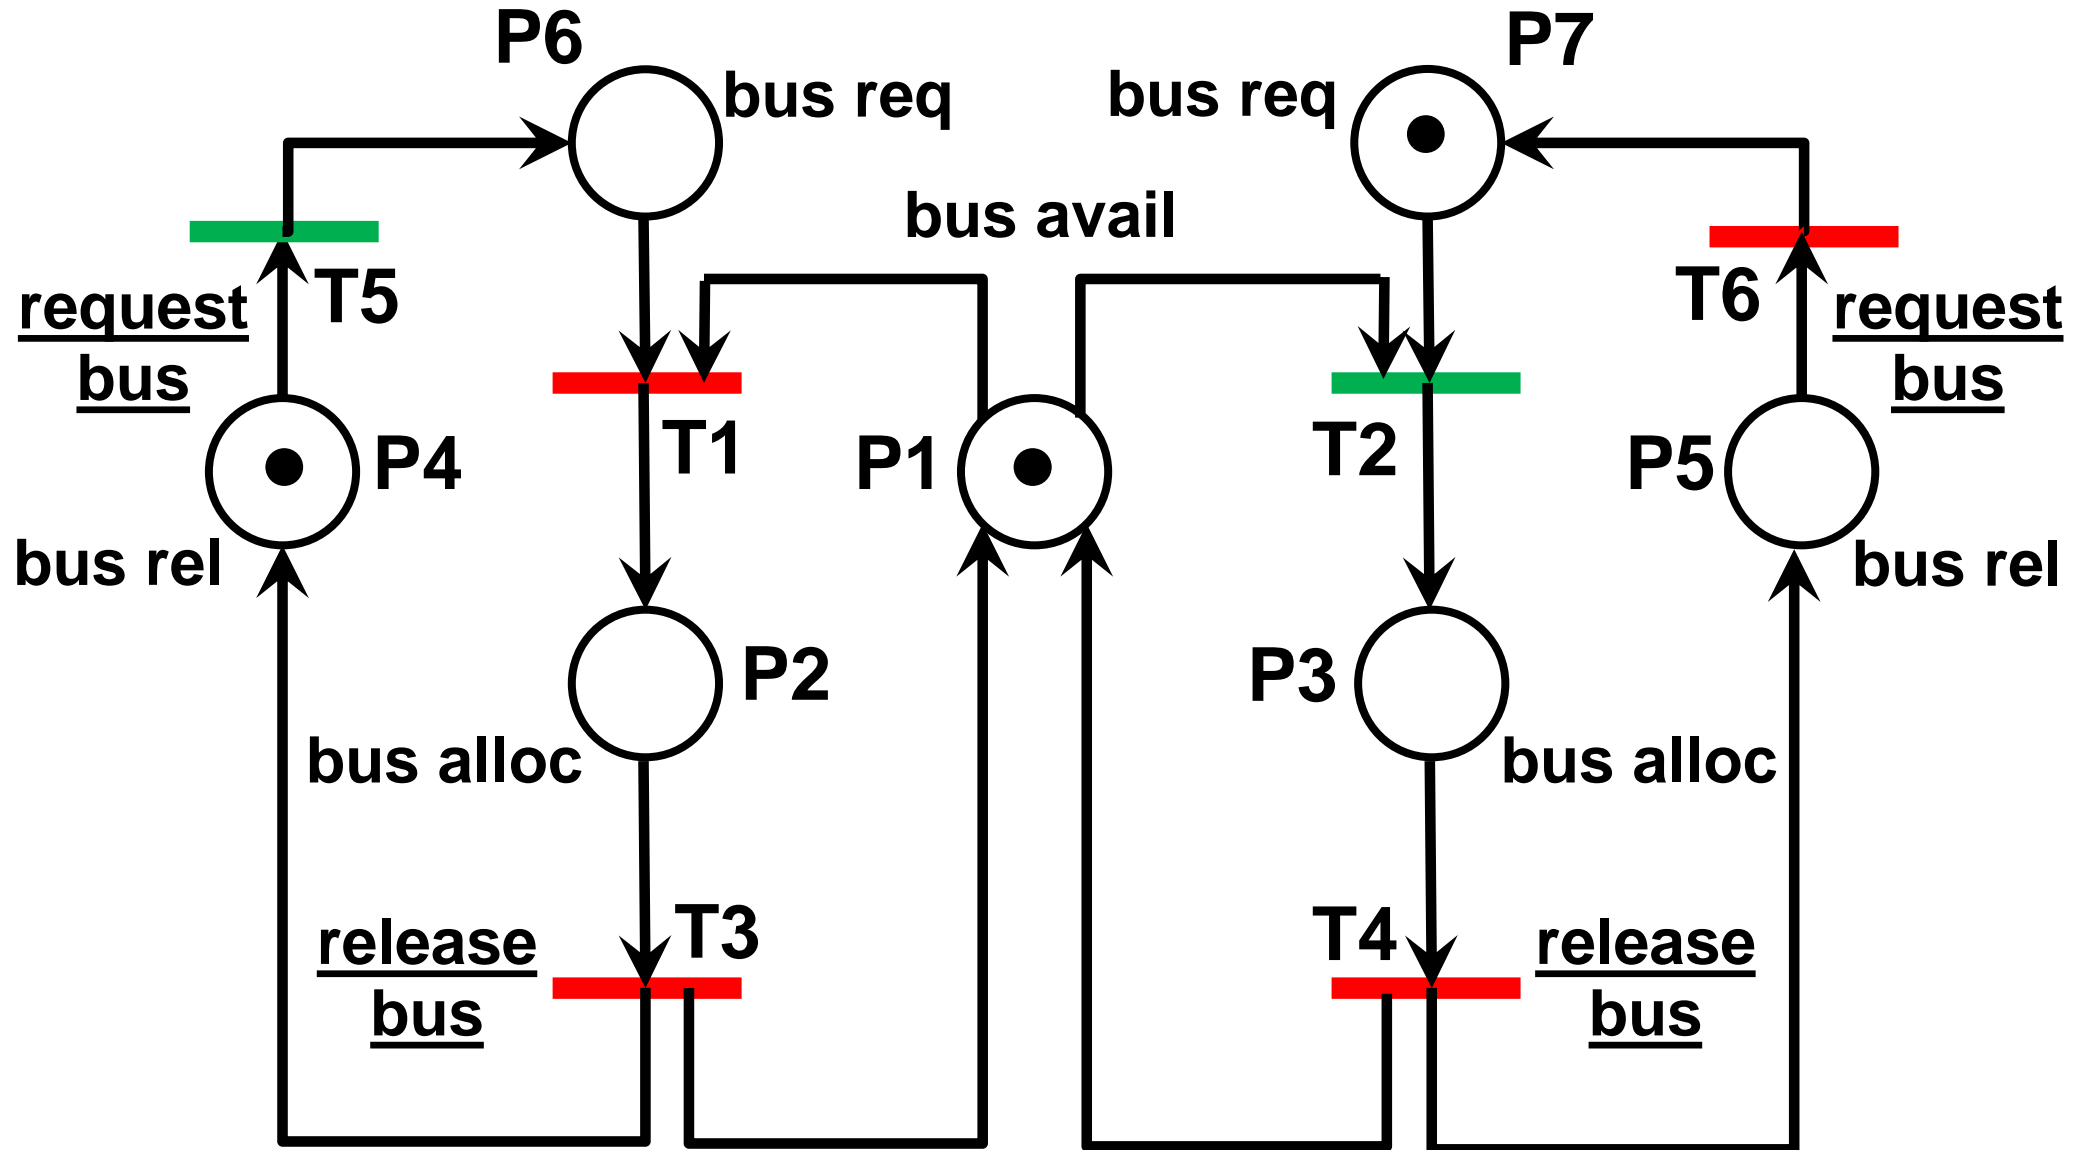 P6
P7
bus req
bus req
bus avail
T5
T6
request
bus
request
bus
T1
P1
T2
P4
P5
bus rel
bus rel
P2
P3
bus alloc
bus alloc
T3
T4
release
bus
release
bus